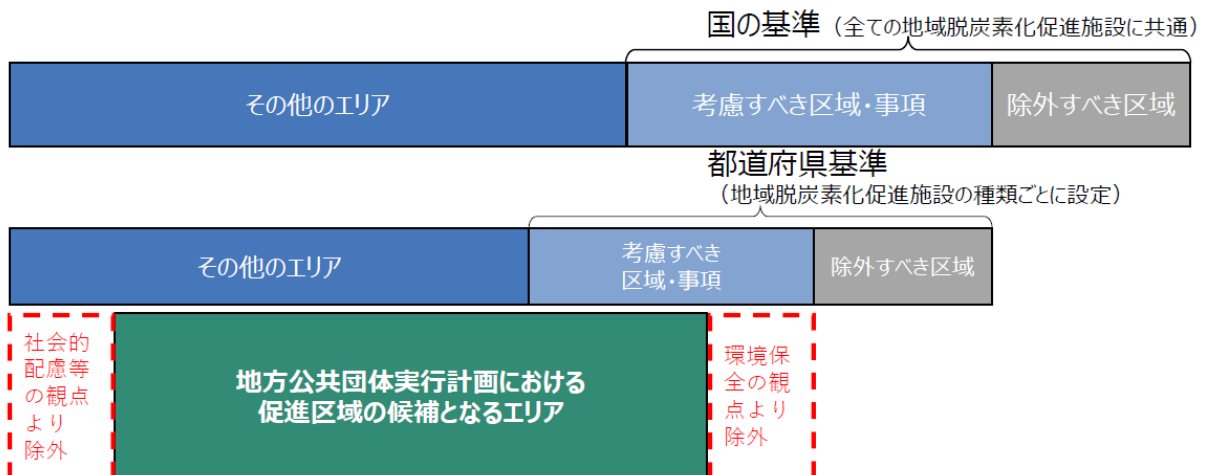 国の基準（全ての地域脱炭素化促進施設に共通）
その他のエリア
考慮すべき区域・事項
除外すべき区域
都道府県基準
（地域脱炭素化促進施設の種類ごとに設定）
その他のエリア
考慮すべき
区域・事項
除外すべき区域
社会的
配慮等
の観点
より
除外
地方公共団体実行計画における
促進区域の候補となるエリア
環境保
全の観
点より
除外